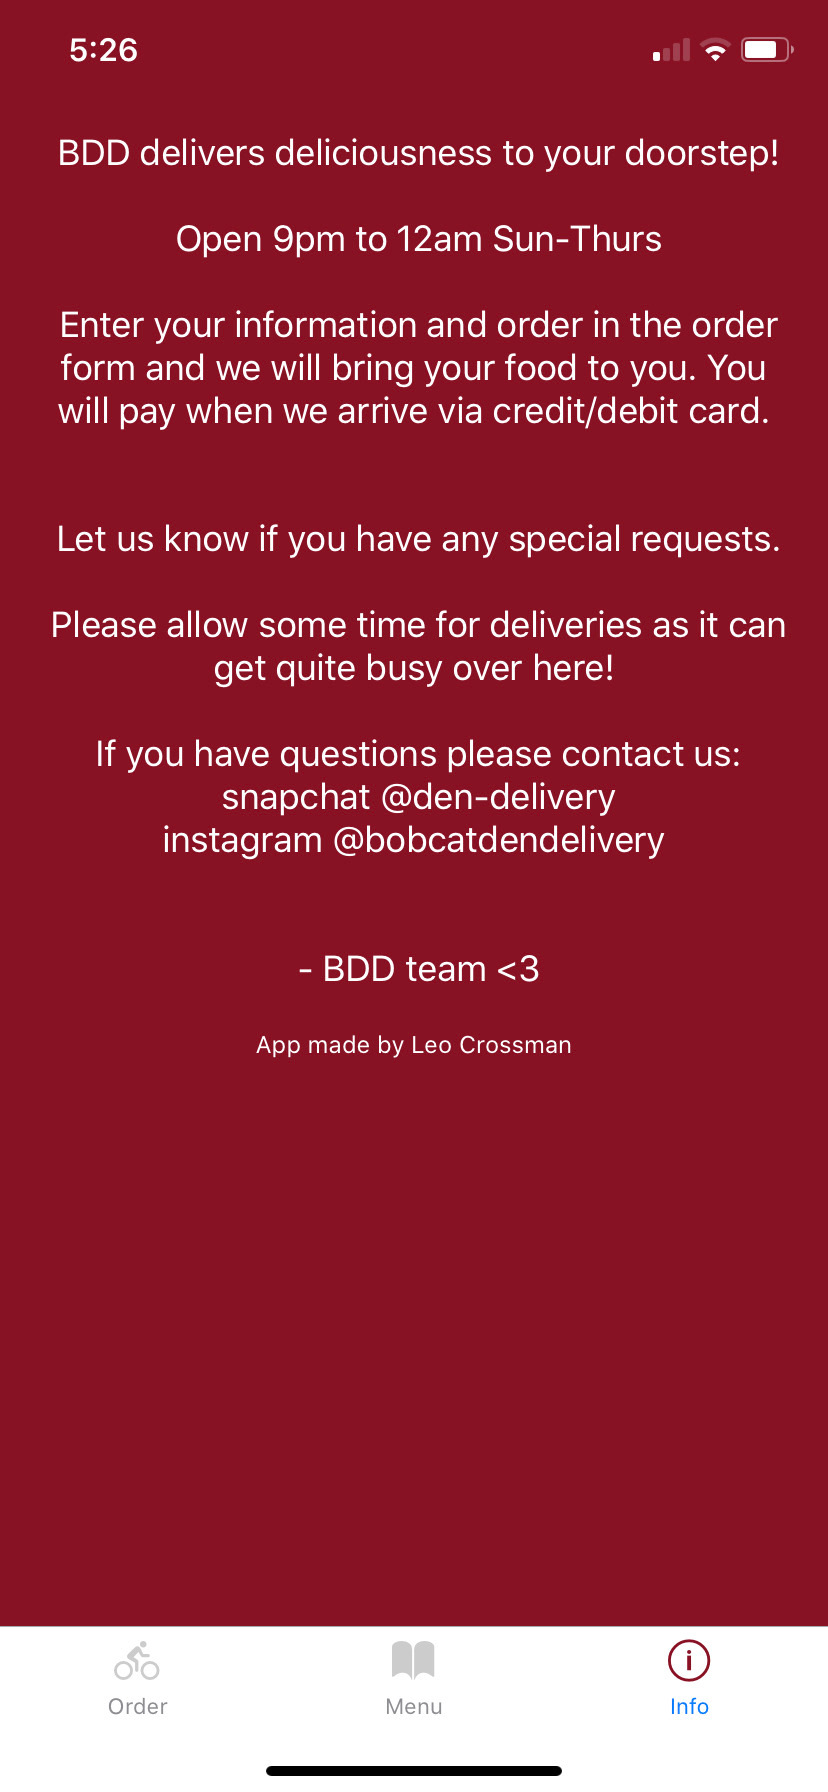 5:26
BDD delivers deliciousness to your doorstep!
Open 9pm to 12am Sun-Thurs
Enter your information and order in the order
form and we will bring your food to you. You
will pay when we arrive via credit/debit card.
Let us know if you have any special requests.
Please allow some time for deliveries as it can
get quite busy over here!
If you have questions please contact us:
snapchat @den-delivery
instagram @bobcatdendelivery
- BDD team <3
App made by Leo Crossman
Order
Menu
Info